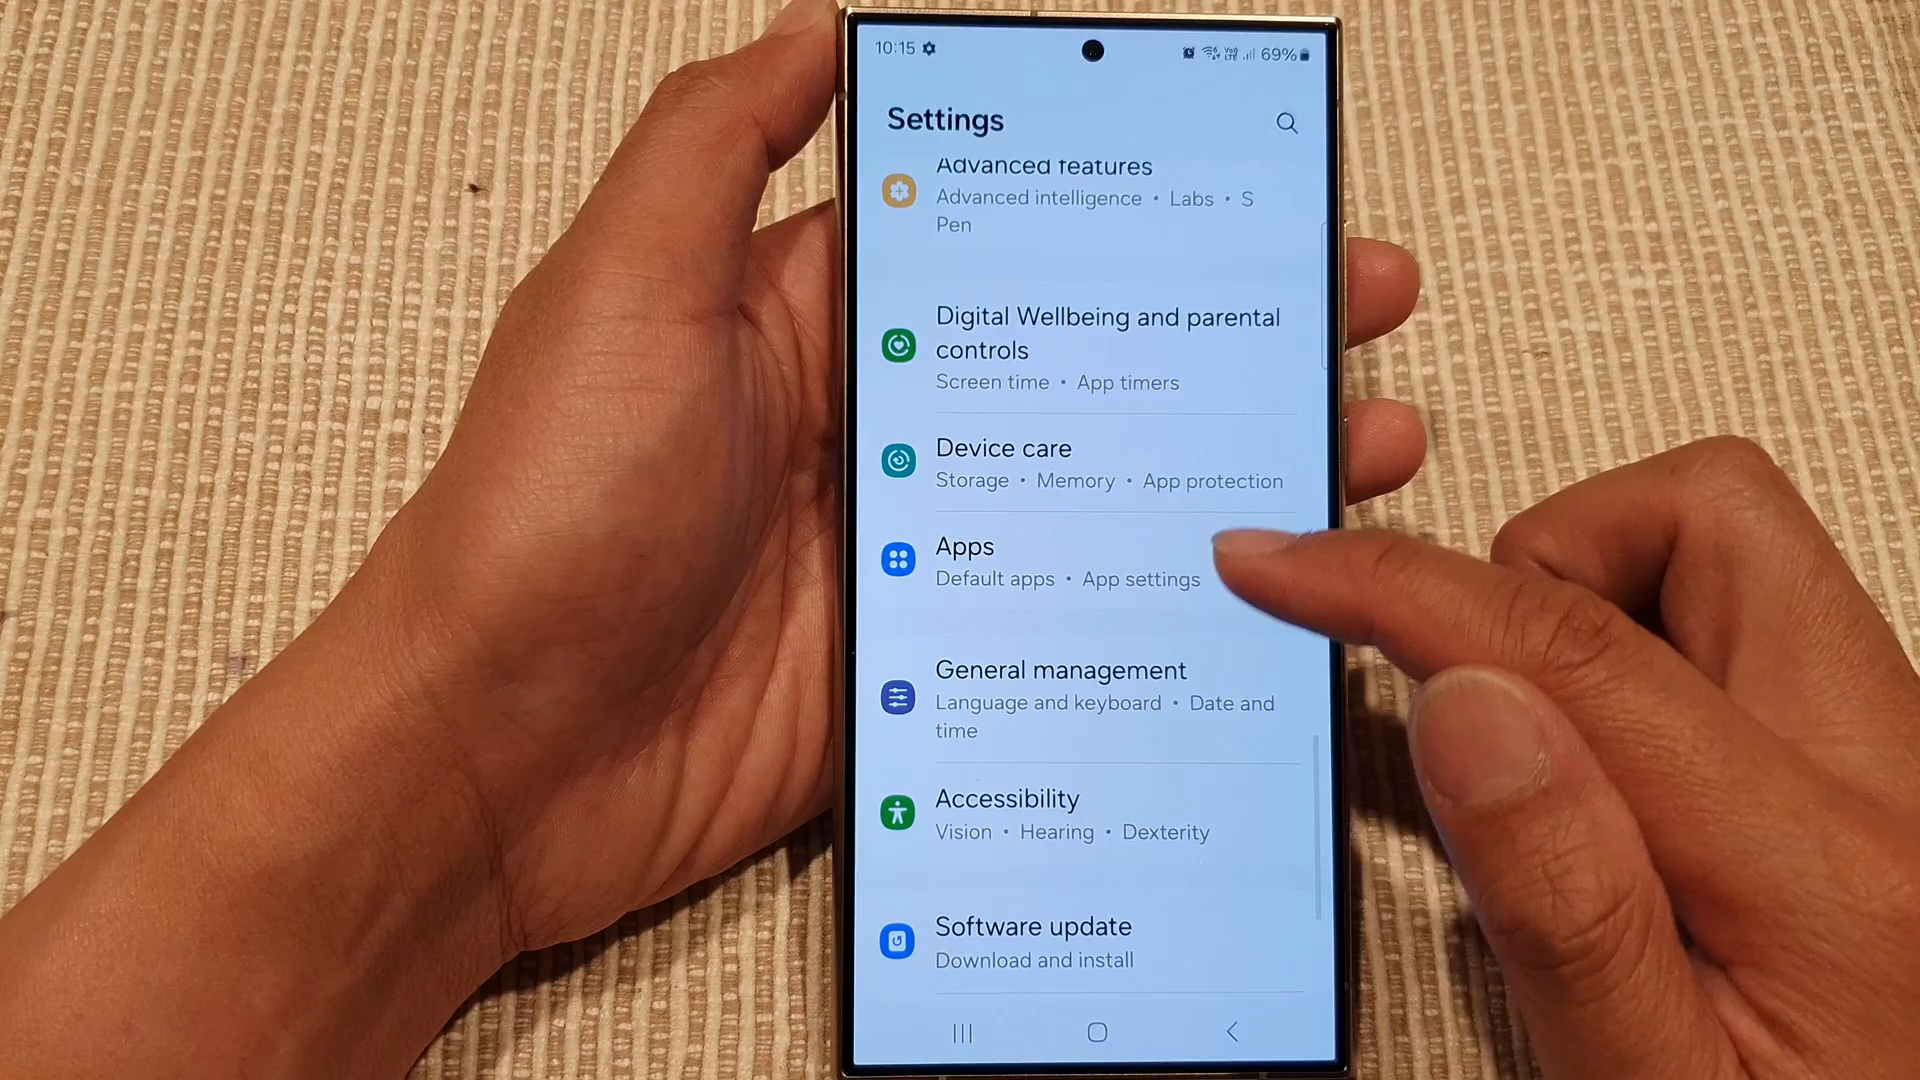 10:15
69%
Settings
Advanced features
Advanced intelligence • Labs • S
Pen
Digital Wellbeing and parental
controls
Screen time • App timers
Device care
Storage • Memory • App protection
Apps
Default apps • App settings
General management
Language and keyboard • Date and
time
Accessibility
Vision • Hearing • Dexterity
Software update
Download and install